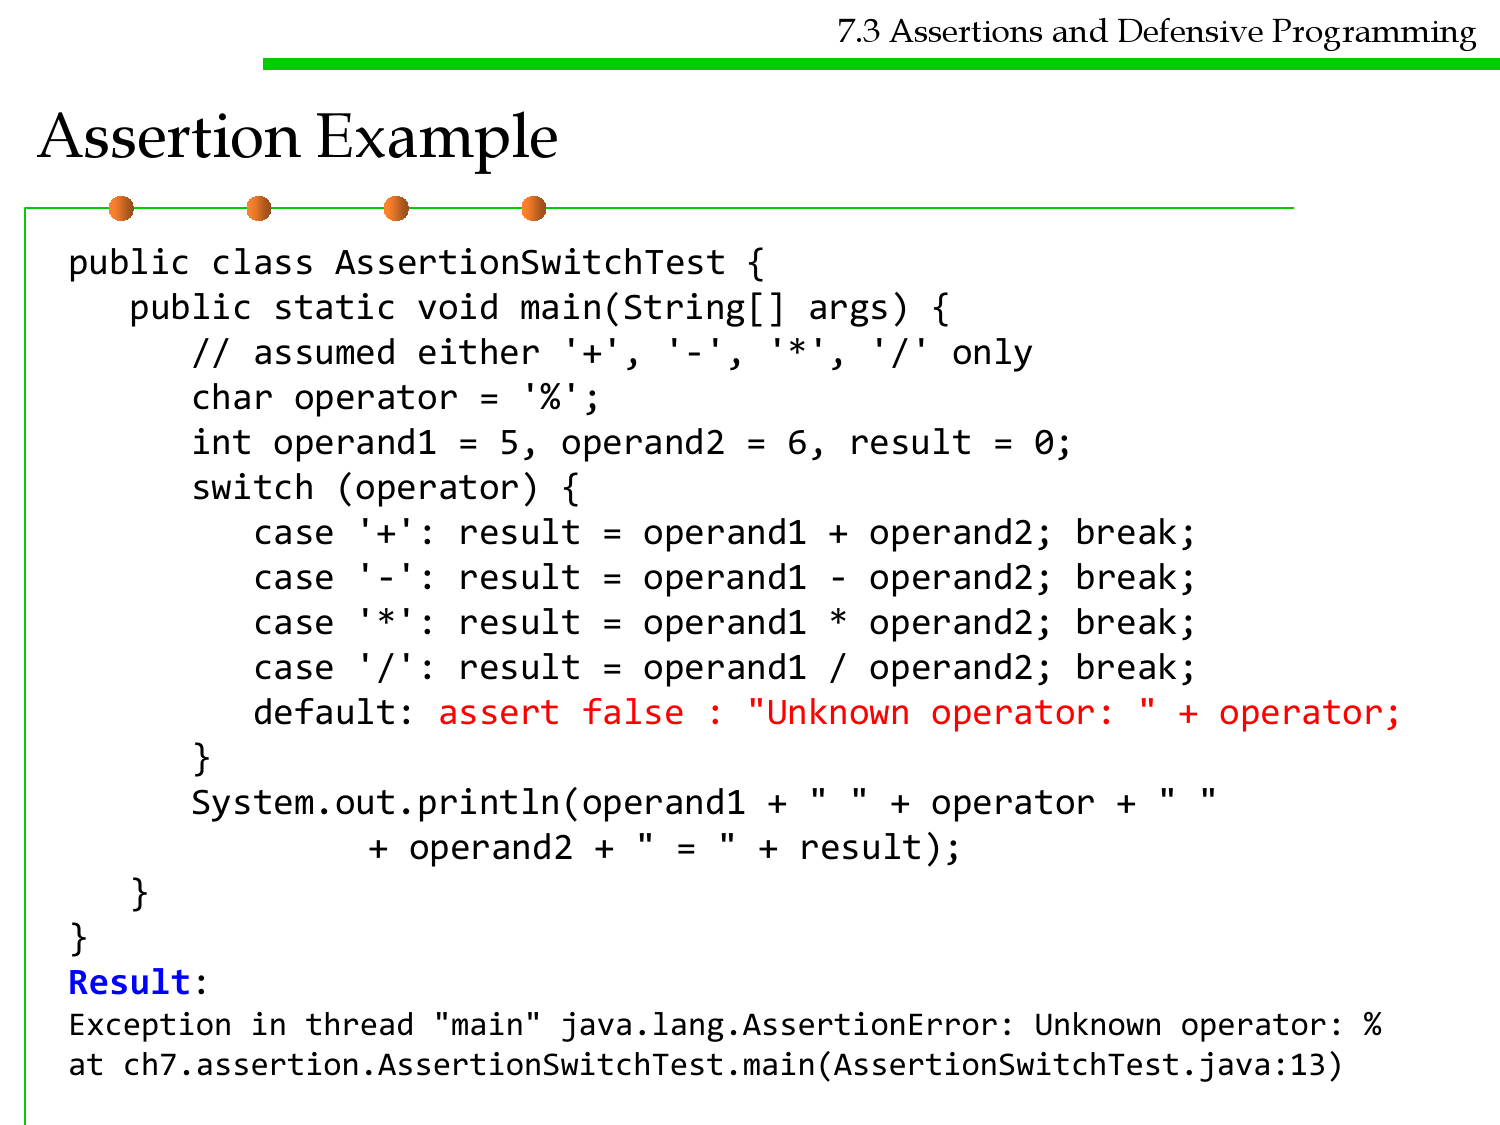 7.3 Assertions and Defensive Programming
Assertion Example
public class AssertionSwitchTest {
   public static void main(String[] args) {
      // assumed either '+', '-', '*', '/' only
      char operator = '%';
      int operand1 = 5, operand2 = 6, result = 0;
      switch (operator) {
         case '+': result = operand1 + operand2; break;
         case '-': result = operand1 - operand2; break;
         case '*': result = operand1 * operand2; break;
         case '/': result = operand1 / operand2; break;
         default: assert false : "Unknown operator: " + operator;
      }
      System.out.println(operand1 + " " + operator + " "
              + operand2 + " = " + result);
   }
}
Result:
Exception in thread "main" java.lang.AssertionError: Unknown operator: %
at ch7.assertion.AssertionSwitchTest.main(AssertionSwitchTest.java:13)